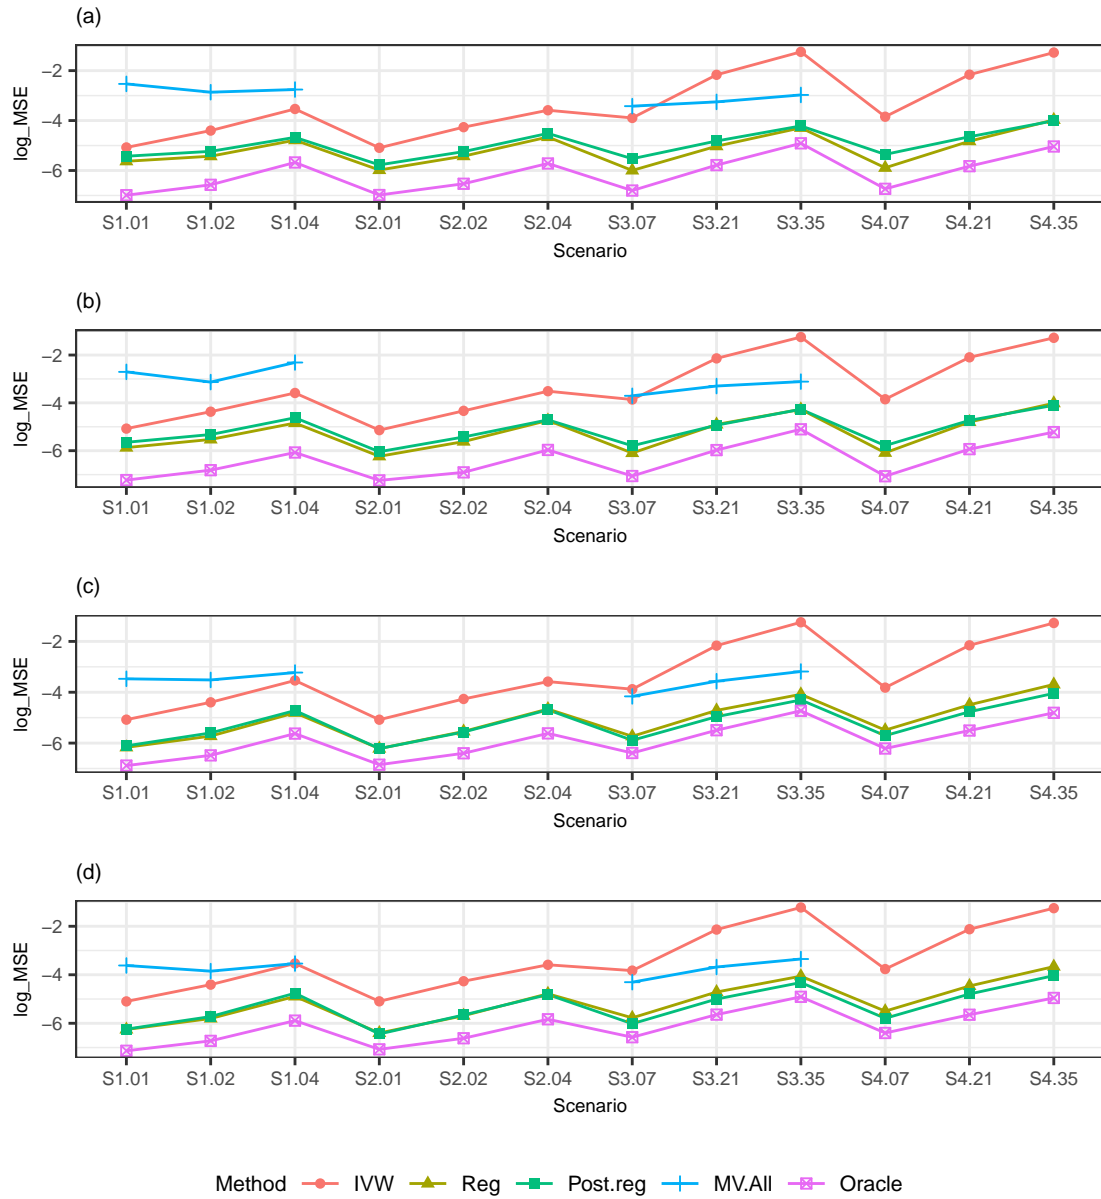 (a)
log_MSE
−2
−4
−6
S1.01 S1.02 S1.04 S2.01 S2.02 S2.04 S3.07 S3.21 S3.35 S4.07 S4.21 S4.35
Scenario
(b)
log_MSE
−2
−4
−6
S1.01 S1.02 S1.04 S2.01 S2.02 S2.04 S3.07 S3.21 S3.35 S4.07 S4.21 S4.35
Scenario
(c)
log_MSE
−2
−4
−6
S1.01 S1.02 S1.04 S2.01 S2.02 S2.04 S3.07 S3.21 S3.35 S4.07 S4.21 S4.35
Scenario
(d)
log_MSE
−2
−4
−6
S1.01 S1.02 S1.04 S2.01 S2.02 S2.04 S3.07 S3.21 S3.35 S4.07 S4.21 S4.35
Scenario
Method IVW Reg Post.reg MV.All Oracle